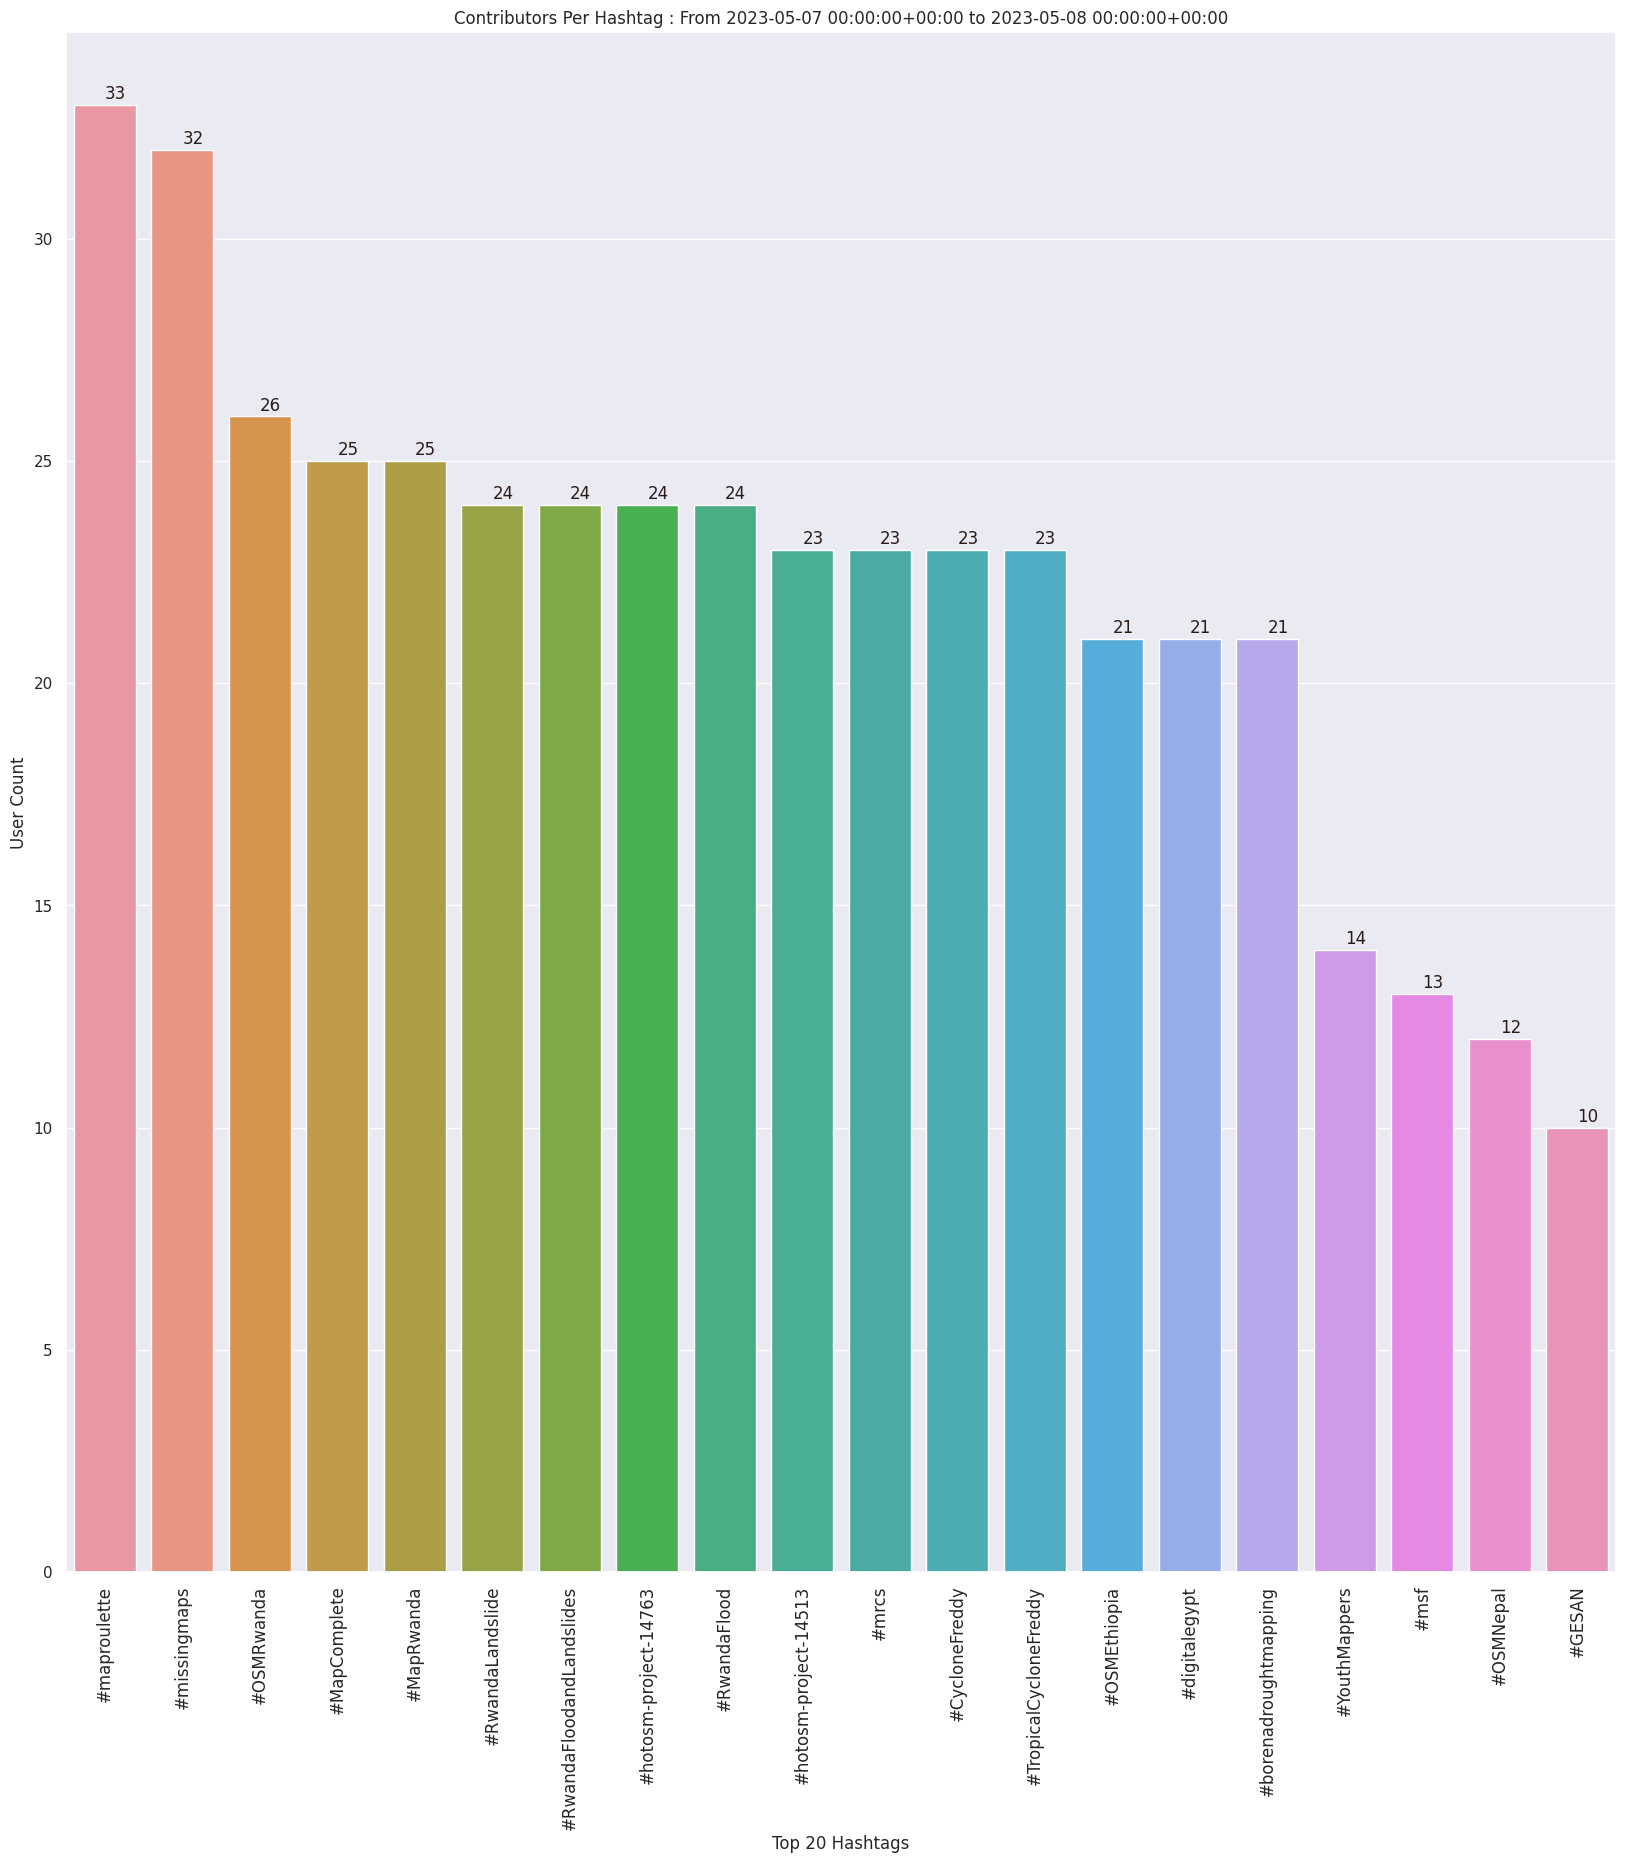 Contributors Per Hashtag : From 2023-05-07 00:00:00+00:00 to 2023-05-08 00:00:00+00:00
33
32
26
25
25
24
24
24
24
23
23
23
23
21
21
21
14
13
12
10
30
25
20
15
10
5
0
User Count
#maproulette
#missingmaps
#OSMRwanda
#MapComplete
#MapRwanda
#RwandaLandslide
#RwandaFloodandLandslides
#hotosm-project-14763
#RwandaFlood
#hotosm-project-14513
#mrcs
#CycloneFreddy
#TropicalCycloneFreddy
#OSMEthiopia
#digitalegypt
#borenadroughtmapping
#YouthMappers
#msf
#OSMNepal
#GESAN
Top 20 Hashtags